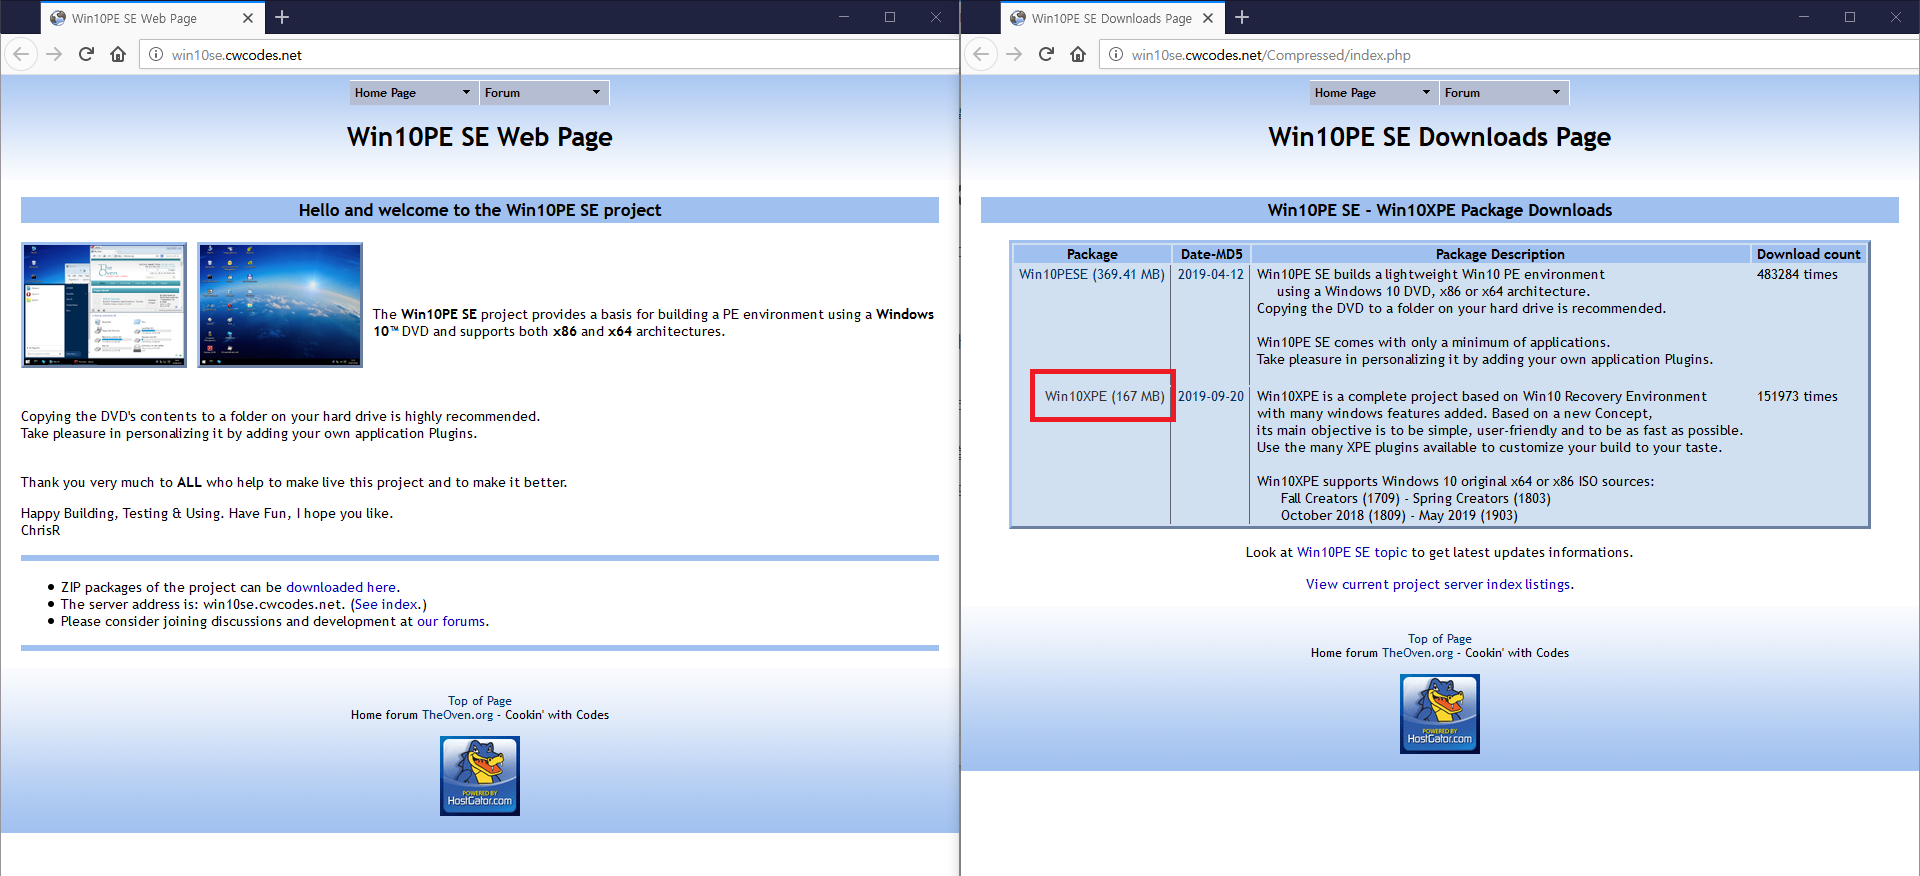 Win10PE SE Web Page
win10se.cwcodes.net
Home Page
Forum
Win10PE SE Web Page
Hello and welcome to the Win10PE SE project
The Win10PE SE project provides a basis for building a PE environment using a Windows
10™ DVD and supports both x86 and x64 architectures.
Copying the DVD's contents to a folder on your hard drive is highly recommended.
Take pleasure in personalizing it by adding your own application Plugins.
Thank you very much to ALL who help to make live this project and to make it better.
Happy Building, Testing & Using. Have Fun, I hope you like.
ChrisR
ZIP packages of the project can be downloaded here.
The server address is: win10se.cwcodes.net. (See index.)
Please consider joining discussions and development at our forums.
Top of Page
Home forum TheOven.org - Cookin' with Codes
POWERED BY
HostGator.com
Win10PE SE Downloads Page
win10se.cwcodes.net/Compressed/index.php
Home Page
Forum
Win10PE SE Downloads Page
Win10PE SE - Win10XPE Package Downloads
Package Date-MD5 Package Description Download count
Win10PESE (369.41 MB) 2019-04-12 Win10PE SE builds a lightweight Win10 PE environment 483284 times
using a Windows 10 DVD, x86 or x64 architecture.
Copying the DVD to a folder on your hard drive is recommended.
Win10PE SE comes with only a minimum of applications.
Take pleasure in personalizing it by adding your own application Plugins.
Win10XPE (167 MB) 2019-09-20 Win10XPE is a complete project based on Win10 Recovery Environment 151973 times
with many windows features added. Based on a new Concept,
its main objective is to be simple, user-friendly and to be as fast as possible.
Use the many XPE plugins available to customize your build to your taste.
Win10XPE supports Windows 10 original x64 or x86 ISO sources:
Fall Creators (1709) - Spring Creators (1803)
October 2018 (1809) - May 2019 (1903)
Look at Win10PE SE topic to get latest updates informations.
View current project server index listings.
Top of Page
Home forum TheOven.org - Cookin' with Codes
POWERED BY
HostGator.com